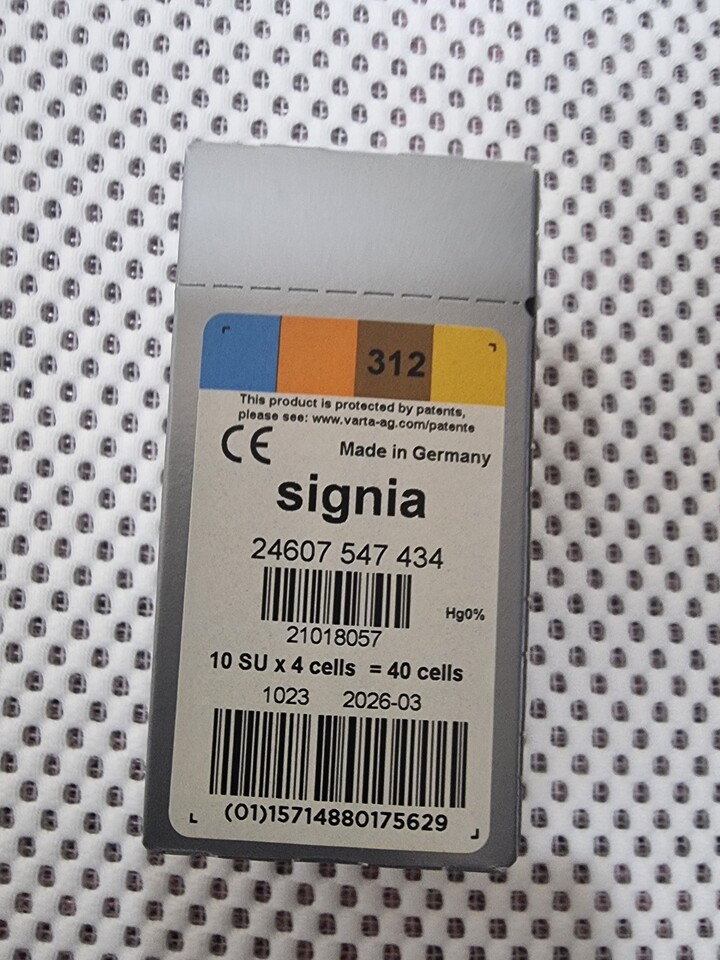 312
This product is protected by patents,
please see: www.varta-ag.com/patente
CE Made in Germany
signia
24607 547 434
Hg0%
21018057
10 SU x 4 cells = 40 cells
1023 2026-03
(01)15714880175629